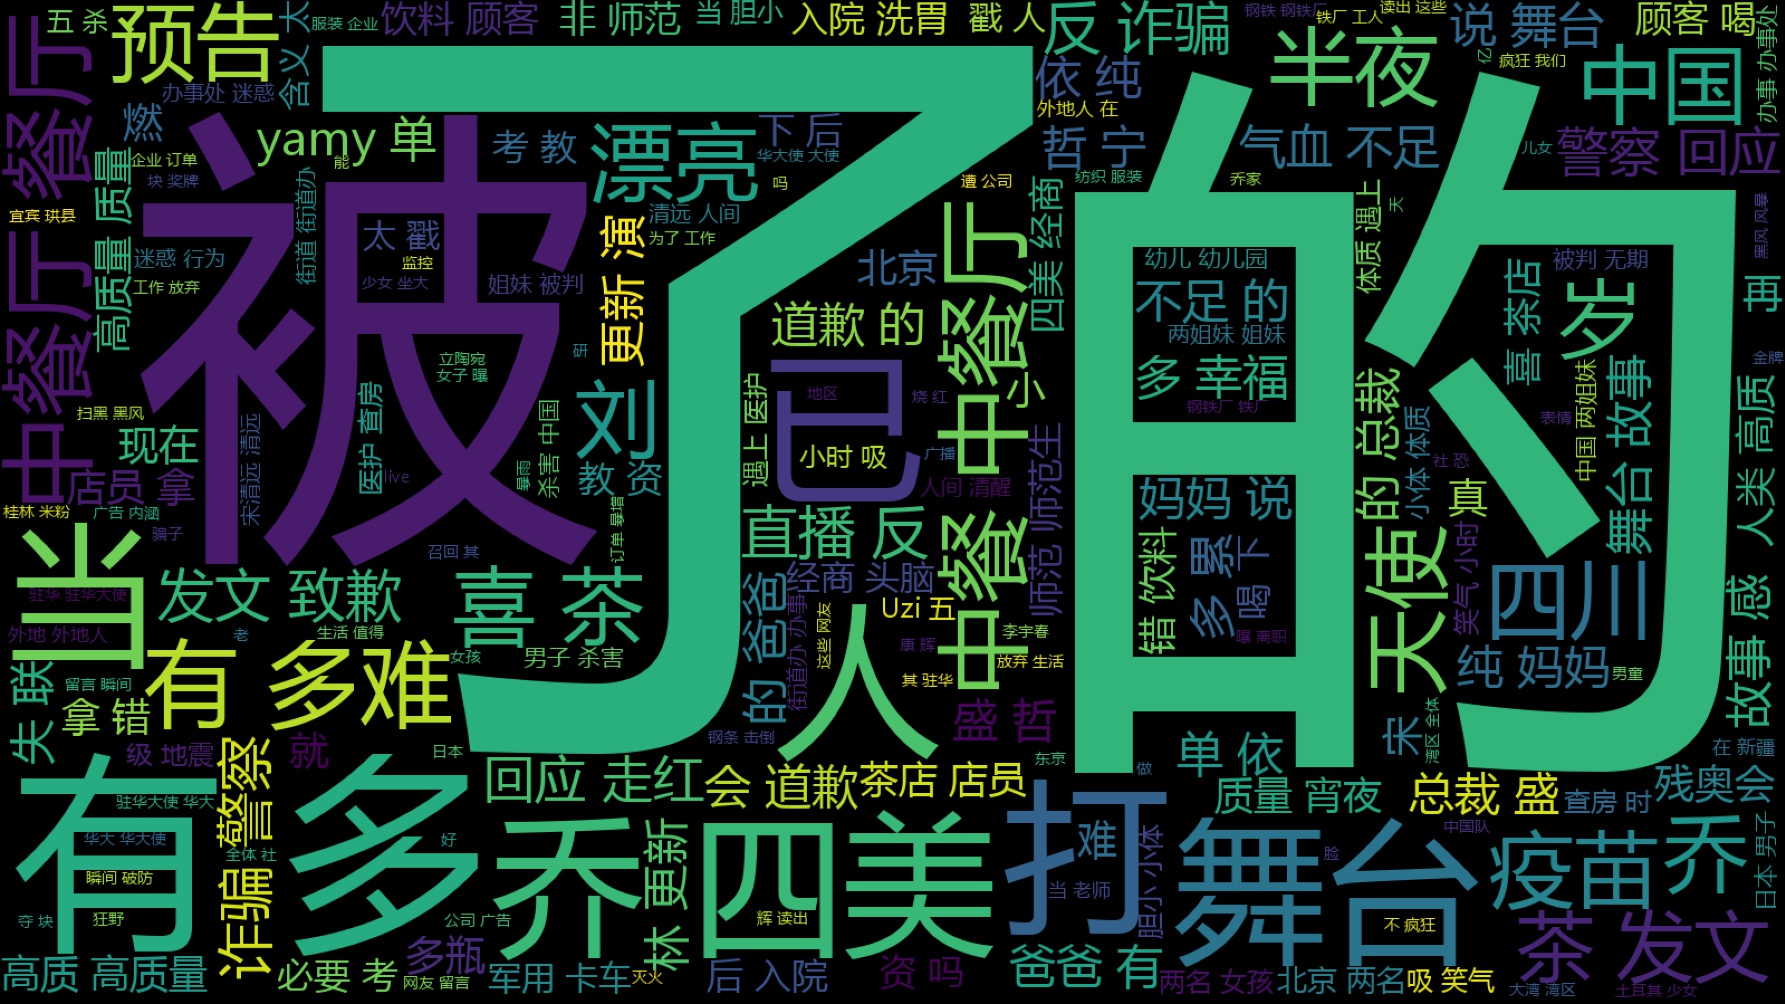 五 杀
预告
太
含义
服装 企业
饮料 顾客
非 师范
当 胆小
入院 洗胃
戳 人
反 诈骗
钢铁 钢铁厂
铁厂 工人
读出 这些
说 舞台
顾客 喝
办事 办事处
中餐厅 中餐厅
办事处 迷惑
燃
yamy 单
考 教
漂亮
下 后
华大使 大使
依 纯
外地人 在
半夜
亿
疯狂 我们
中国
哲 宁
气血 不足
儿女
警察 回应
企业 订单
块 奖牌
能
吗
遭 公司
纺织 服装
乔家
高质量 质量
宜宾 珙县
迷惑 行为
工作 放弃
街道 街道办
被
了
的
太 戳
监控
少女 坐大
姐妹 被判
更新 演
清远 人间
为了 工作
北京
四美 经商
幼儿 幼儿园
不足 的
两姐妹 姐妹
多 幸福
钢铁厂 铁厂
体质 遇上
天
被判 无期
喜 茶店
岁
再
黑风 风暴
金牌
立陶宛
女子 曝
研
道歉 的
已
地区
烧 红
小时 吸
广播
中餐厅 中餐厅
小
扫黑 黑风
现在
店员 拿
宋清远 清远
医护 查房
live
暴雨
杀害 中国
刘
教 资
遇上 医护
人间 清醒
师范 师范生
妈妈 说
的 总裁
小体 体质
社 恐
真
表情
中国 两姐妹
舞台 故事
人类 高质
桂林 米粉
广告 内涵
骗子
召回 其
订单 暴增
直播 反
经商 头脑
错 饮料
多 累
喝 下
曝 离职
天使
笑气 小时
四川
纯 妈妈
男童
故事 感
当
驻华 驻华大使
外地 外地人
发文 致歉
老
生活 值得
喜 茶
女孩
男子 杀害
的 爸爸
街道办 办事
这些 网友
人
Uzi 五
康 辉
李宇春
放弃 生活
其 驻华
失 联
留言 瞬间
拿 错
有 多难
级 地震
就
日本
钢条 击倒
盛 哲
东京
做
单 依
宋
湾区 全体
在 新疆
有
多
驻华大使 华大
华大 华大使
全体 社
瞬间 破防
夺 块
狂野
警察
诈骗
回应 走红
会 道歉
茶店 店员
质量 宵夜
总裁 盛
查房 时
残奥会
好
公司 广告
乔
更新
林
四美
辉 读出
打
难
当 老师
胆小 小体
舞台
中国队
脸
不 疯狂
疫苗
乔
日本 男子
高质 高质量
必要 考
多瓶
网友 留言
军用 卡车
灭火
后 入院
资 吗
爸爸 有
两名 女孩
北京 两名
吸 笑气
茶 发文
大湾 湾区
土耳其 少女